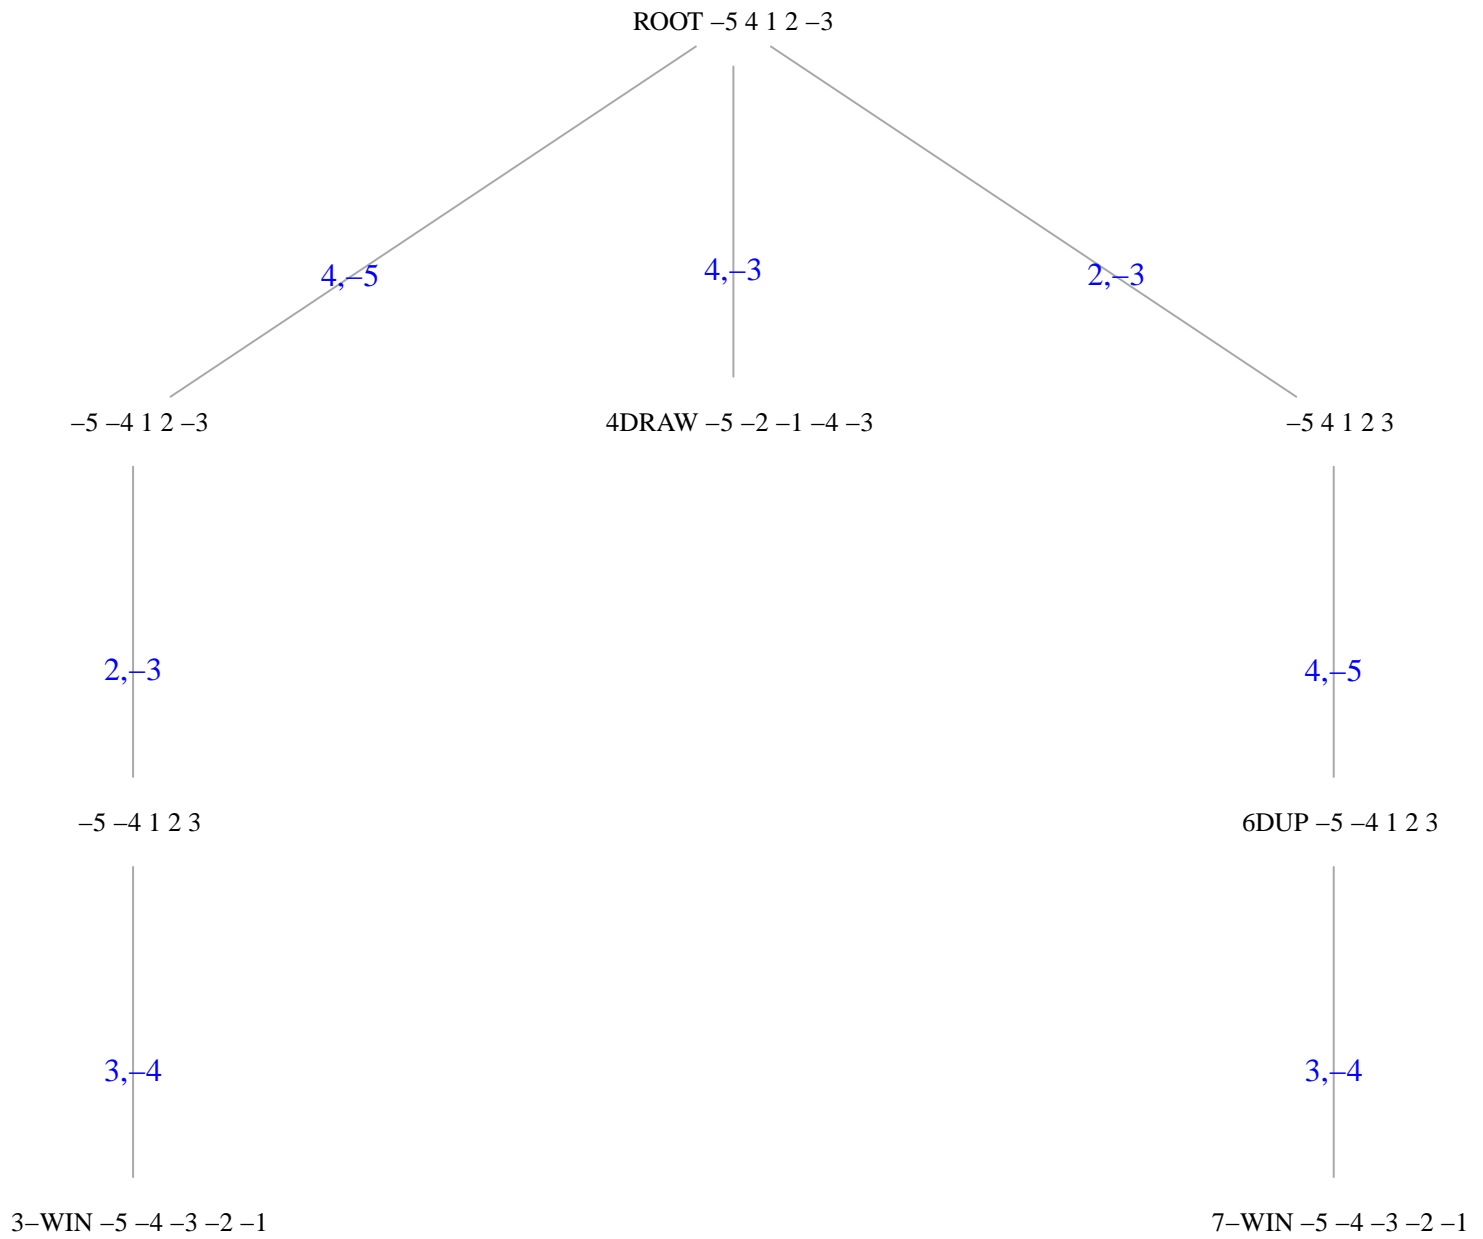 ROOT –5 4 1 2 –3
4,–5
4,–3
2,–3
–5 –4 1 2 –3
4DRAW –5 –2 –1 –4 –3
–5 4 1 2 3
2,–3
4,–5
–5 –4 1 2 3
6DUP –5 –4 1 2 3
3,–4
3,–4
3–WIN –5 –4 –3 –2 –1
7–WIN –5 –4 –3 –2 –1